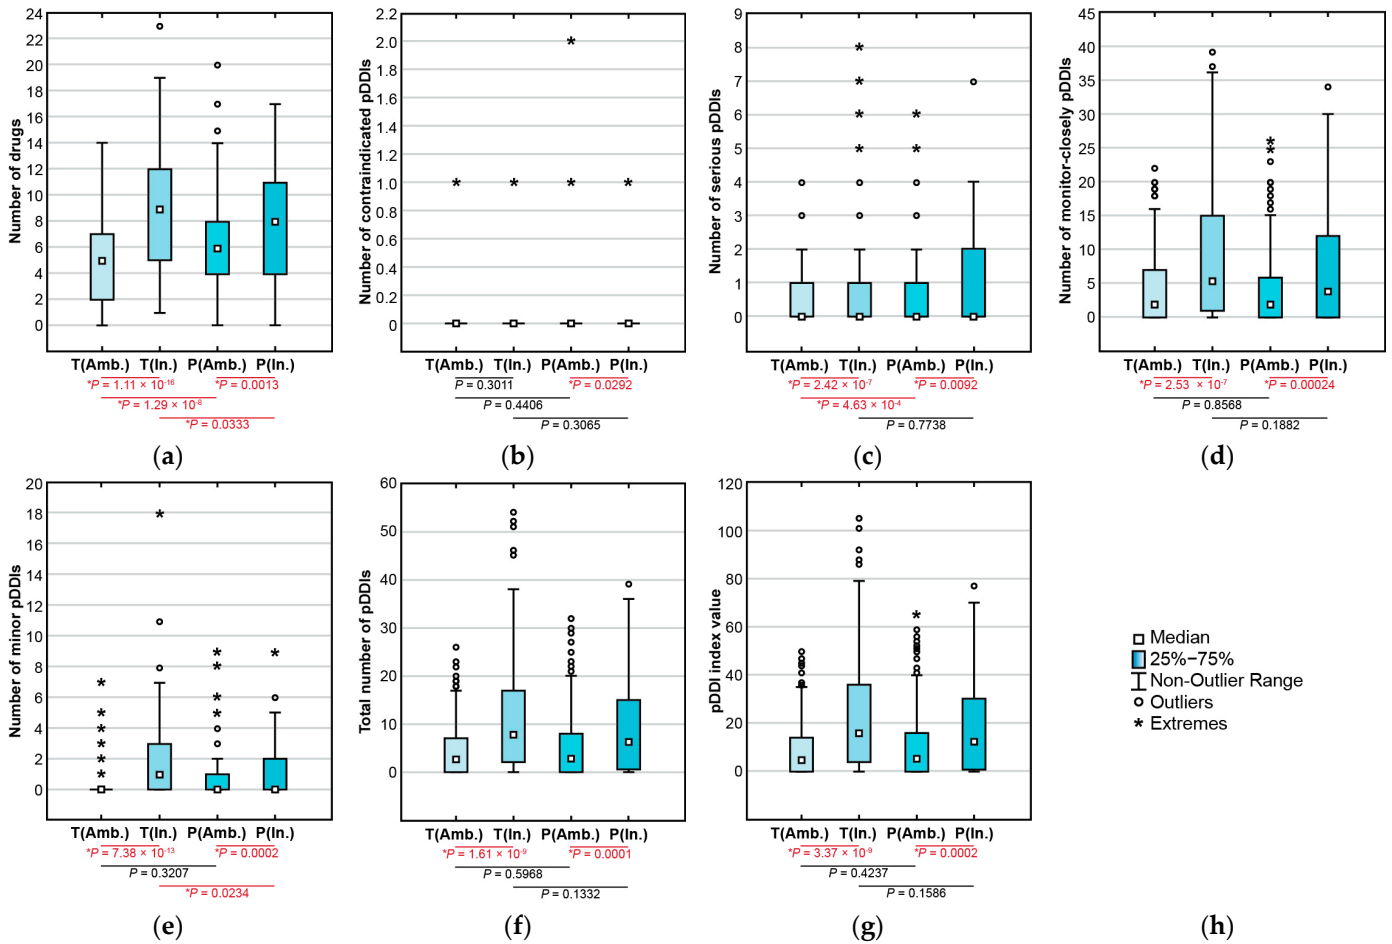 Number of drugs
24
22
20
18
16
14
12
10
8
6
4
2
0
T(Amb.) T(In.) P(Amb.) P(In.)
*P = 1.11 × 10-16 *P = 0.0013
*P = 1.29 × 10-8
*P = 0.0333
(a)
Number of contraindicated pDDIs
2.2
2.0
1.8
1.6
1.4
1.2
1.0
0.8
0.6
0.4
0.2
0
T(Amb.) T(In.) P(Amb.) P(In.)
P = 0.3011 *P = 0.0292
P = 0.4406
P = 0.3065
(b)
Number of serious pDDIs
9
8
7
6
5
4
3
2
1
0
T(Amb.) T(In.) P(Amb.) P(In.)
*P = 2.42 × 10-7 *P = 0.0092
*P = 4.63 × 10-4
P = 0.7738
(c)
Number of monitor-closely pDDIs
45
40
35
30
25
20
15
10
5
0
T(Amb.) T(In.) P(Amb.) P(In.)
*P = 2.53 × 10-7 *P = 0.00024
P = 0.8568
P = 0.1882
(d)
Number of minor pDDIs
20
18
16
14
12
10
8
6
4
2
0
T(Amb.) T(In.) P(Amb.) P(In.)
*P = 7.38 × 10-13 *P = 0.0002
P = 0.3207
*P = 0.0234
(e)
Total number of pDDIs
60
50
40
30
20
10
0
T(Amb.) T(In.) P(Amb.) P(In.)
*P = 1.61 × 10-9 *P = 0.0001
P = 0.5968
P = 0.1332
(f)
pDDI index value
120
100
80
60
40
20
0
T(Amb.) T(In.) P(Amb.) P(In.)
*P = 3.37 × 10-9 *P = 0.0002
P = 0.4237
P = 0.1586
(g)
Median
25%−75%
Non-Outlier Range
Outliers
Extremes
(h)